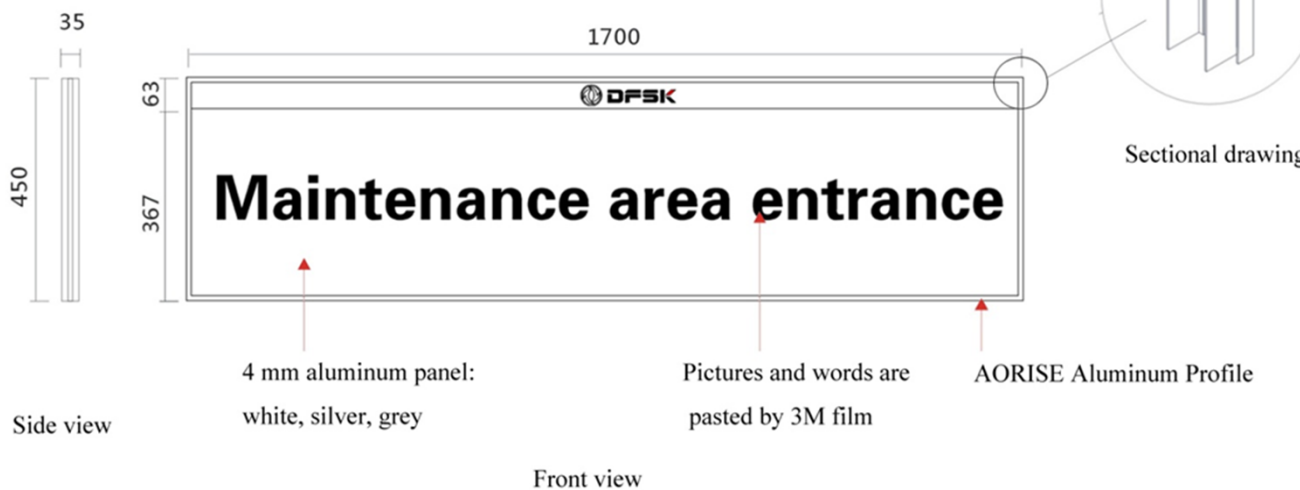 35
1700
63
DFSK
450
367
Maintenance area entrance
Sectional drawing
4 mm aluminum panel:
white, silver, grey
Pictures and words are
pasted by 3M film
AORISE Aluminum Profile
Side view
Front view